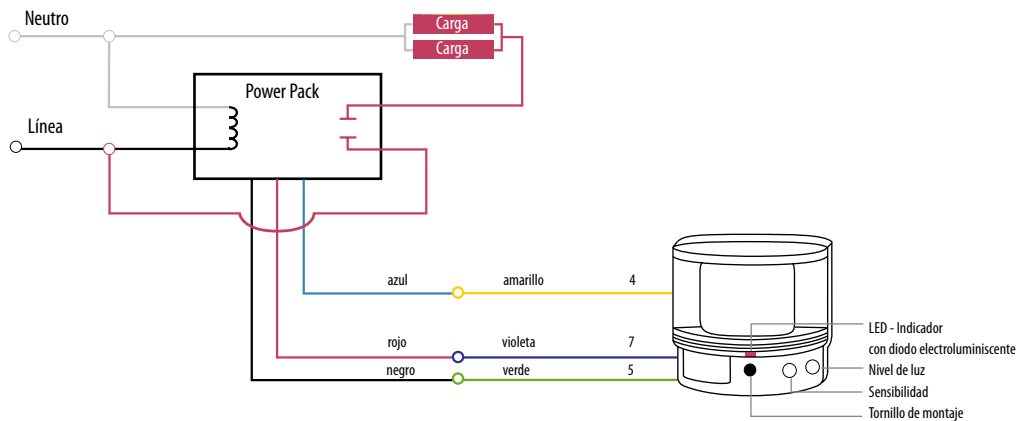 Neutro
Carga
Carga
Power Pack
Línea
azul
amarillo
4
rojo
violeta
7
negro
verde
5
LED - Indicador
con diodo electroluminiscente
Nivel de luz
Sensibilidad
Tornillo de montaje